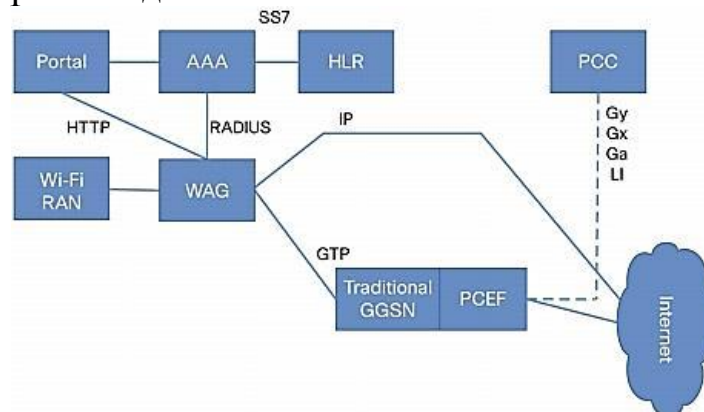 SS7
Portal
AAA
HLR
PCC
HTTP
RADIUS
IP
Gy
Gx
Ga
LI
Wi-Fi
RAN
WAG
GTP
Traditional
GGSN
PCEF
Internet